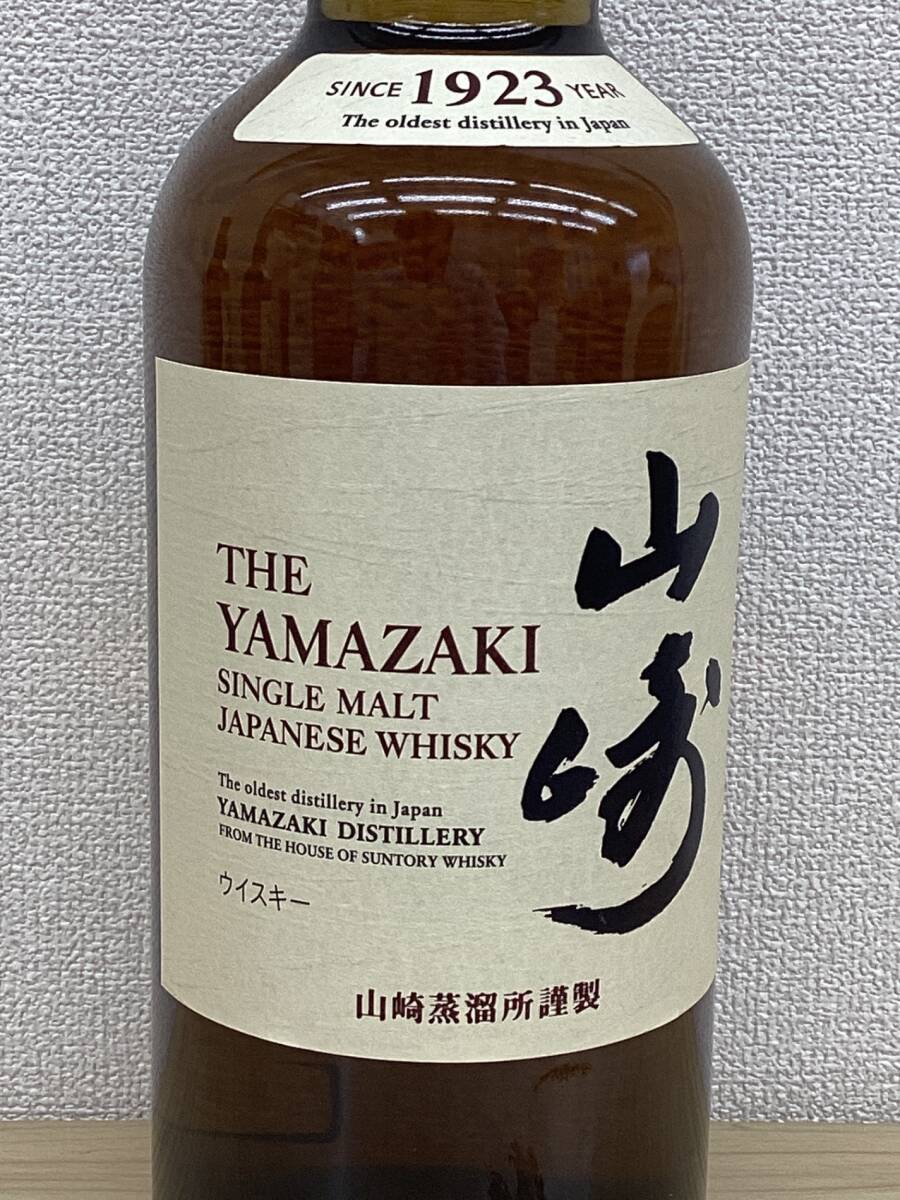 SINCE 1923 YEAR
The oldest distillery in Japan
THE
YAMAZAKI
SINGLE MALT
JAPANESE WHISKY
The oldest distillery in Japan
YAMAZAKI DISTILLERY
FROM THE HOUSE OF SUNTORY WHISKY
ウイスキー
山崎
山崎蒸溜所謹製